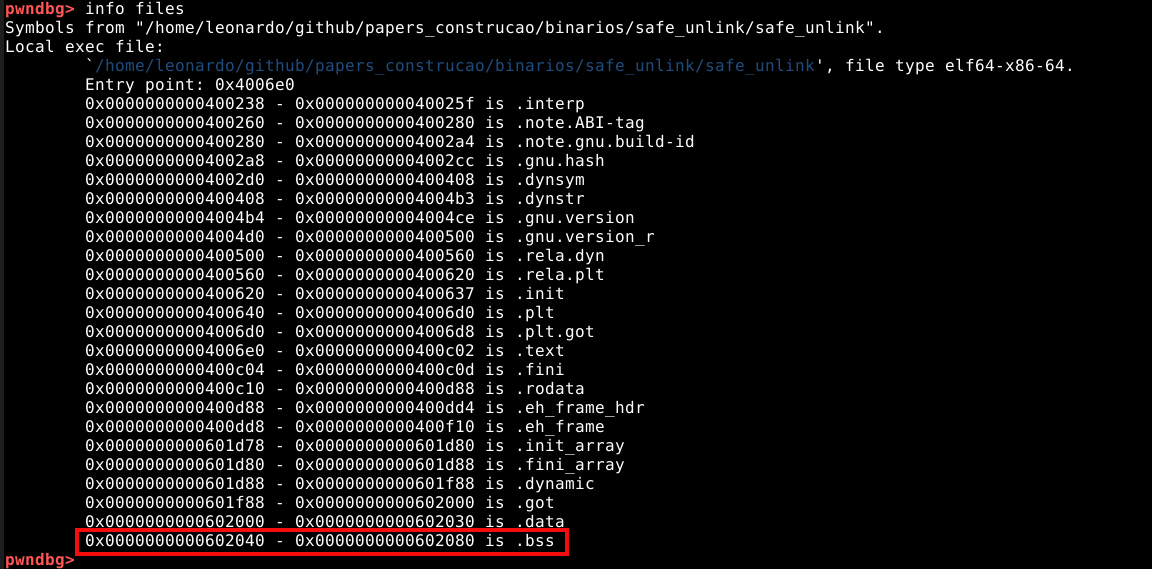 pwndbg> info files
Symbols from "/home/leonardo/github/papers_construcao/binarios/safe_unlink/safe_unlink".
Local exec file:
`/home/leonardo/github/papers_construcao/binarios/safe_unlink/safe_unlink', file type elf64-x86-64.
Entry point: 0x4006e0
0x0000000000400238 - 0x000000000040025f is .interp
0x0000000000400260 - 0x0000000000400280 is .note.ABI-tag
0x0000000000400280 - 0x00000000004002a4 is .note.gnu.build-id
0x00000000004002a8 - 0x00000000004002cc is .gnu.hash
0x00000000004002d0 - 0x0000000000400408 is .dynsym
0x0000000000400408 - 0x00000000004004b3 is .dynstr
0x00000000004004b4 - 0x00000000004004ce is .gnu.version
0x00000000004004d0 - 0x0000000000400500 is .gnu.version_r
0x0000000000400500 - 0x0000000000400560 is .rela.dyn
0x0000000000400560 - 0x0000000000400620 is .rela.plt
0x0000000000400620 - 0x0000000000400637 is .init
0x0000000000400640 - 0x00000000004006d0 is .plt
0x00000000004006d0 - 0x00000000004006d8 is .plt.got
0x00000000004006e0 - 0x0000000000400c02 is .text
0x0000000000400c04 - 0x0000000000400c0d is .fini
0x0000000000400c10 - 0x0000000000400d88 is .rodata
0x0000000000400d88 - 0x0000000000400dd4 is .eh_frame_hdr
0x0000000000400dd8 - 0x0000000000400f10 is .eh_frame
0x0000000000601d78 - 0x0000000000601d80 is .init_array
0x0000000000601d80 - 0x0000000000601d88 is .fini_array
0x0000000000601d88 - 0x0000000000601f88 is .dynamic
0x0000000000601f88 - 0x0000000000602000 is .got
0x0000000000602000 - 0x0000000000602030 is .data
0x0000000000602040 - 0x0000000000602080 is .bss
pwndbg>